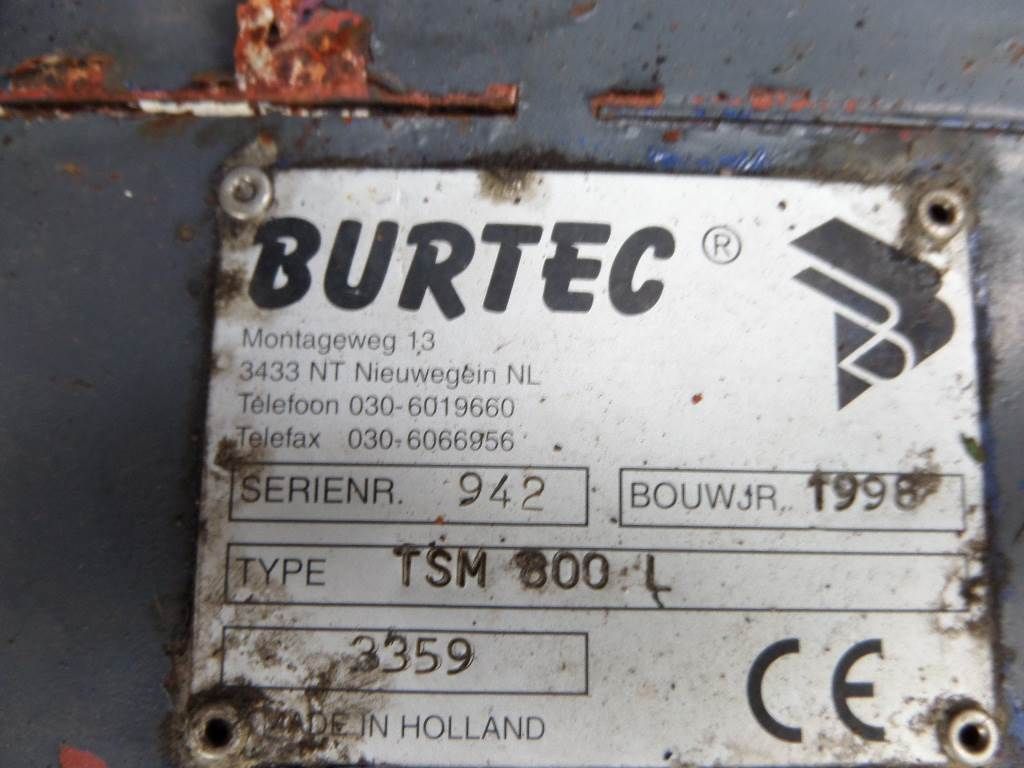 BURTEC ®
Montageweg 13
3433 NT Nieuwegein NL
Telefoon 030-6019660
Telefax 030-6066956
SERIENR. 942 BOUWJR. 1998
TYPE TSM 800 L
3359
MADE IN HOLLAND CE